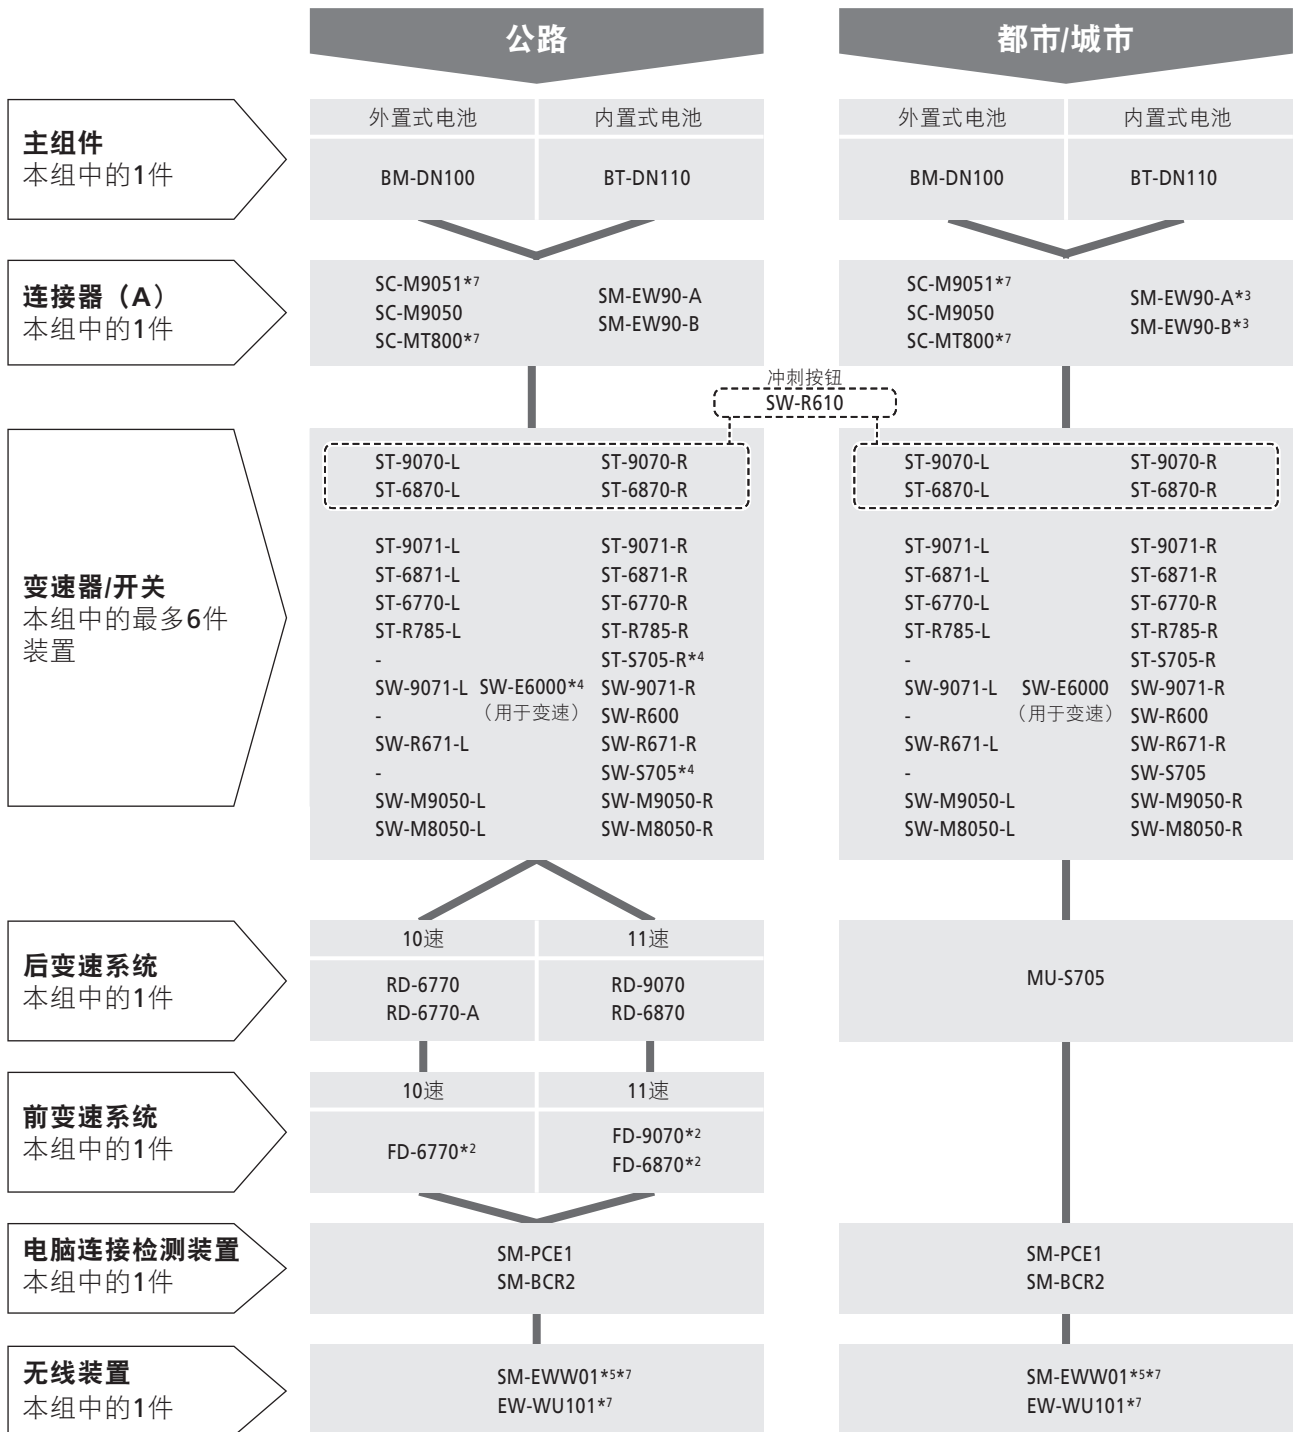 公路
都市/城市
主组件
本组中的1件
外置式电池
内置式电池
BM-DN100
BT-DN110
外置式电池
内置式电池
BM-DN100
BT-DN110
连接器（A）
本组中的1件
SC-M9051*7
SC-M9050
SC-MT800*7
SM-EW90-A
SM-EW90-B
SC-M9051*7
SC-M9050
SC-MT800*7
SM-EW90-A*3
SM-EW90-B*3
冲刺按钮
SW-R610
变速器/开关
本组中的最多6件
装置
ST-9070-L ST-9070-R
ST-6870-L ST-6870-R
ST-9071-L ST-9071-R
ST-6871-L ST-6871-R
ST-6770-L ST-6770-R
ST-R785-L ST-R785-R
- ST-S705-R*4
SW-9071-L SW-E6000*4 SW-9071-R
- （用于变速） SW-R600
SW-R671-L SW-R671-R
- SW-S705*4
SW-M9050-L SW-M9050-R
SW-M8050-L SW-M8050-R
ST-9070-L ST-9070-R
ST-6870-L ST-6870-R
ST-9071-L ST-9071-R
ST-6871-L ST-6871-R
ST-6770-L ST-6770-R
ST-R785-L ST-R785-R
- ST-S705-R
SW-9071-L SW-E6000 SW-9071-R
- （用于变速） SW-R600
SW-R671-L SW-R671-R
- SW-S705
SW-M9050-L SW-M9050-R
SW-M8050-L SW-M8050-R
后变速系统
本组中的1件
10速
11速
RD-6770
RD-6770-A
RD-9070
RD-6870
MU-S705
前变速系统
本组中的1件
10速
11速
FD-6770*2
FD-9070*2
FD-6870*2
电脑连接检测装置
本组中的1件
SM-PCE1
SM-BCR2
SM-PCE1
SM-BCR2
无线装置
本组中的1件
SM-EWW01*5*7
EW-WU101*7
SM-EWW01*5*7
EW-WU101*7